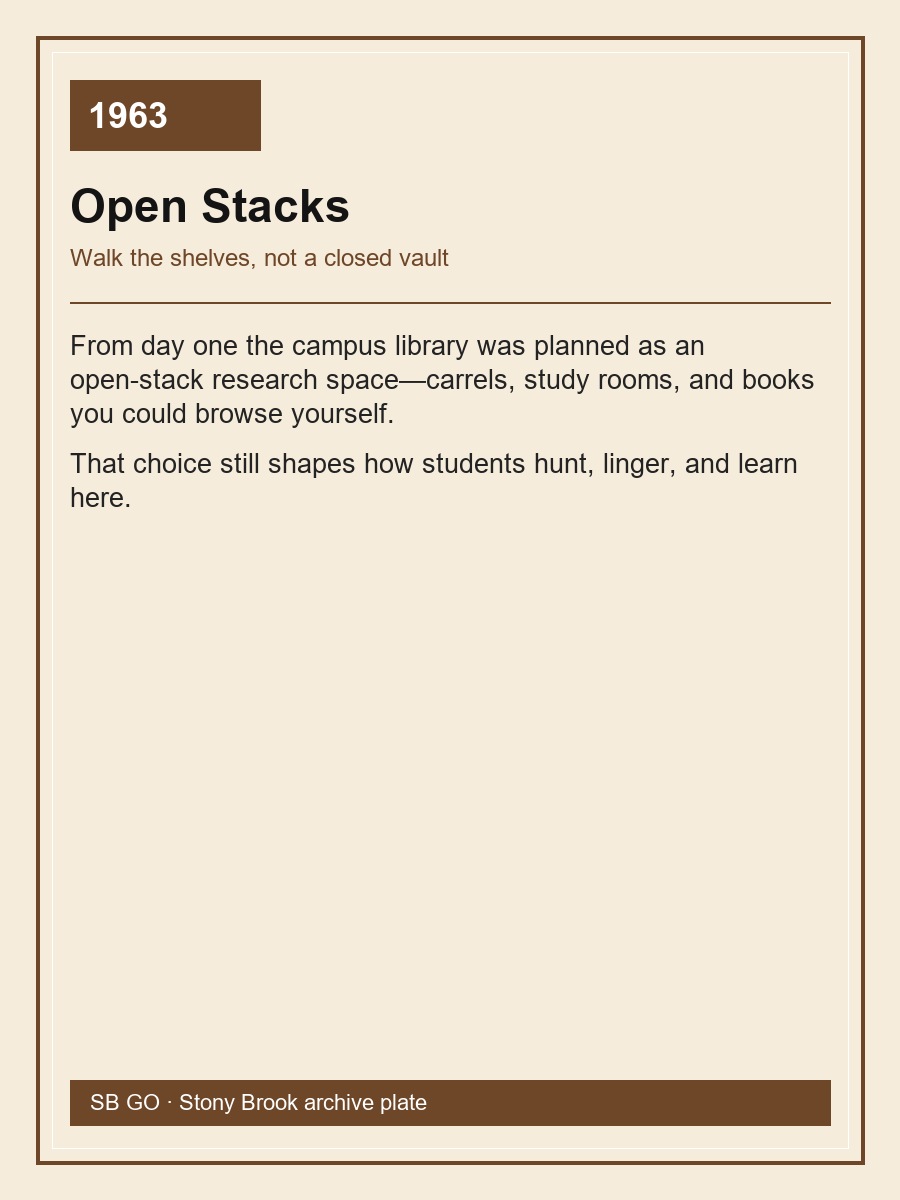 1963
Open Stacks
Walk the shelves, not a closed vault
From day one the campus library was planned as an
open-stack research space—carrels, study rooms, and books
you could browse yourself.
That choice still shapes how students hunt, linger, and learn
here.
SB GO · Stony Brook archive plate